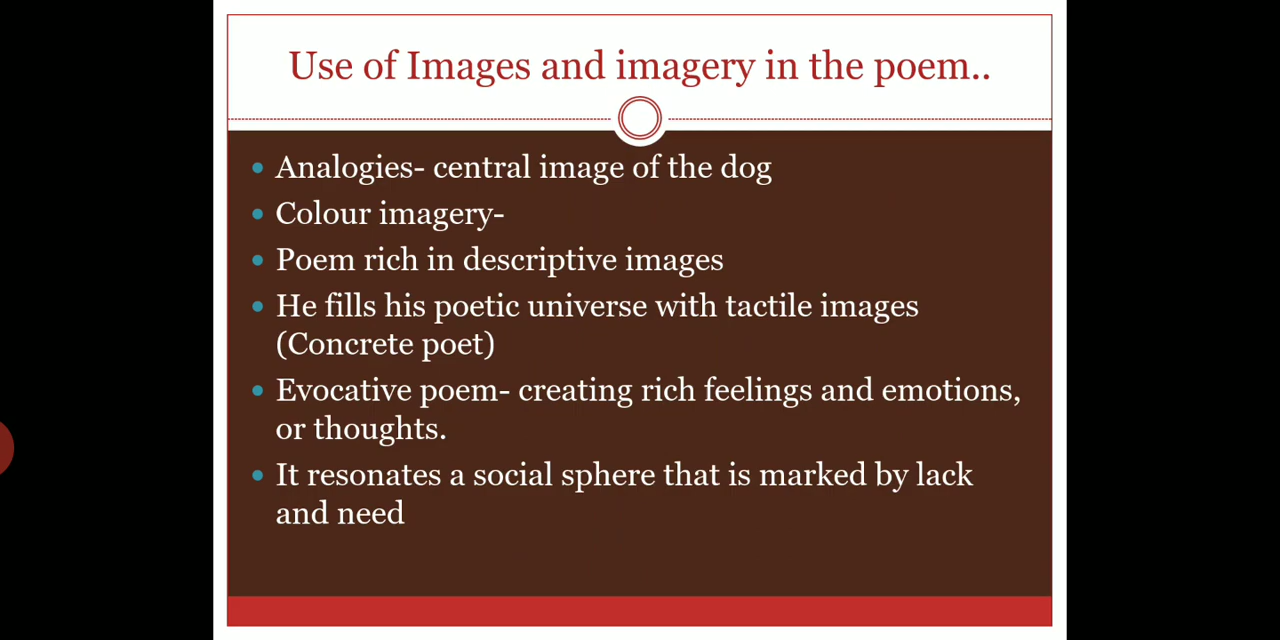 Use of Images and imagery in the poem..
Analogies- central image of the dog
Colour imagery-
Poem rich in descriptive images
He fills his poetic universe with tactile images
(Concrete poet)
Evocative poem- creating rich feelings and emotions,
or thoughts.
It resonates a social sphere that is marked by lack
and need